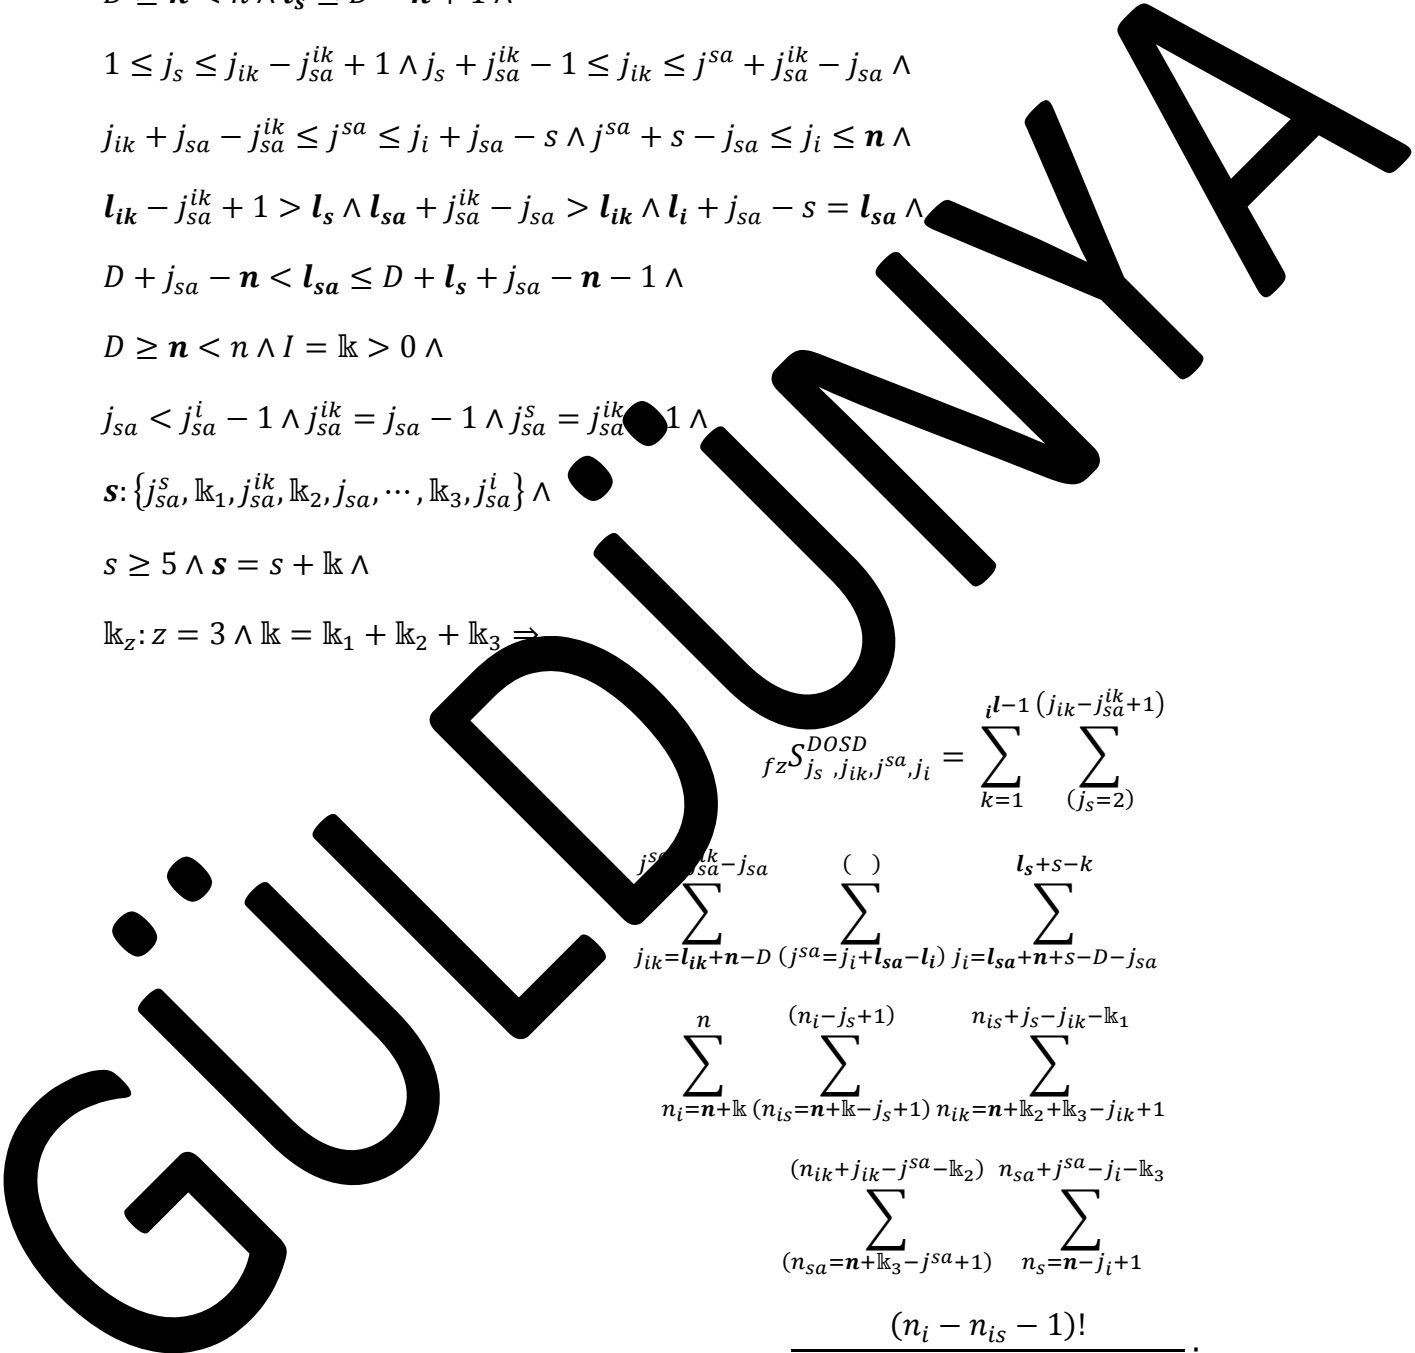 1 ≤ j_s ≤ j_{ik} − j_{sa}^{ik} + 1 ∧ j_s + j_{sa}^{ik} − 1 ≤ j_{ik} ≤ j^{sa} + j_{sa}^{ik} − j_{sa} ∧
j_{ik} + j_{sa} − j_{sa}^{ik} ≤ j^{sa} ≤ j_i + j_{sa} − s ∧ j^{sa} + s − j_{sa} ≤ j_i ≤ n ∧
l_{ik} − j_{sa}^{ik} + 1 > l_s ∧ l_{sa} + j_{sa}^{ik} − j_{sa} > l_{ik} ∧ l_i + j_{sa} − s = l_{sa} ∧
D + j_{sa} − n < l_{sa} ≤ D + l_s + j_{sa} − n − 1 ∧
D ≥ n < n ∧ I = 𝕜 > 0 ∧
j_{sa} < j_{sa}^i − 1 ∧ j_{sa}^{ik} = j_{sa} − 1 ∧ j_{sa}^s = j_{sa}^{ik} 1 ∧
s: {j_{sa}^s, 𝕜_1, j_{sa}^{ik}, 𝕜_2, j_{sa}, ⋯, 𝕜_3, j_{sa}^i} ∧
s ≥ 5 ∧ s = s + 𝕜 ∧
𝕜_z: z = 3 ∧ 𝕜 = 𝕜_1 + 𝕜_2 + 𝕜_3 ⇒
_{fz}S_{j_s,j_{ik},j^{sa},j_i}^{DOSD} = ∑_{k=1}^{_il−1} ∑_{(j_s=2)}^{(j_{ik}−j_{sa}^{ik}+1)}
∑_{j_{ik}=l_{ik}+n−D} ∑_{(j^{sa}=j_i+l_{sa}−l_i)}^{( )} ∑_{j_i=l_{sa}+n+s−D−j_{sa}}^{l_s+s−k}
∑_{n_i=n+𝕜}^{n} ∑_{(n_{is}=n+𝕜−j_s+1)}^{(n_i−j_s+1)} ∑_{n_{ik}=n+𝕜_2+𝕜_3−j_{ik}+1}^{n_{is}+j_s−j_{ik}−𝕜_1}
∑_{(n_{sa}=n+𝕜_3−j^{sa}+1)}^{(n_{ik}+j_{ik}−j^{sa}−𝕜_2)} ∑_{n_s=n−j_i+1}^{n_{sa}+j^{sa}−j_i−𝕜_3}
(n_i − n_{is} − 1)!
GÜLDÜNYA